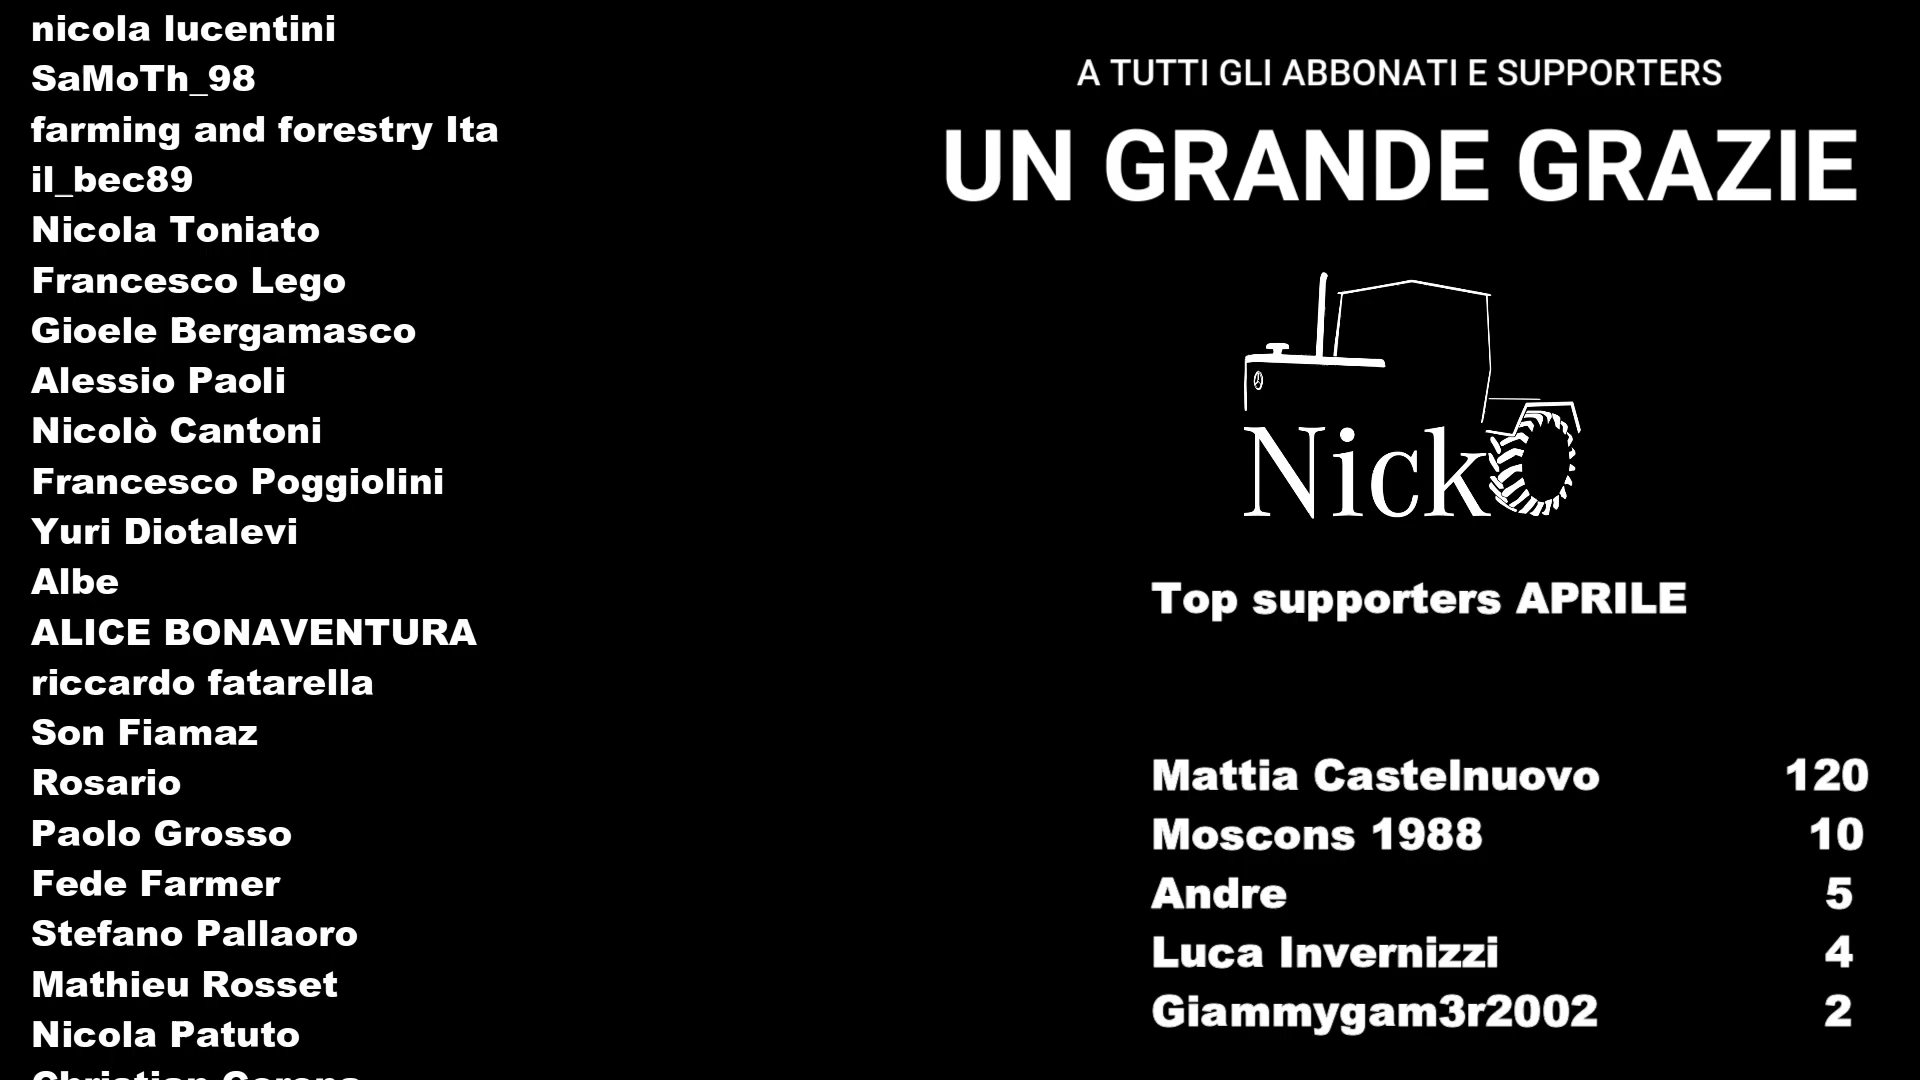 nicola lucentini
SaMoTh_98
farming and forestry Ita
il_bec89
Nicola Toniato
Francesco Lego
Gioele Bergamasco
Alessio Paoli
Nicolò Cantoni
Francesco Poggiolini
Yuri Diotalevi
Albe
ALICE BONAVENTURA
riccardo fatarella
Son Fiamaz
Rosario
Paolo Grosso
Fede Farmer
Stefano Pallaoro
Mathieu Rosset
Nicola Patuto
Christian
A TUTTI GLI ABBONATI E SUPPORTERS
UN GRANDE GRAZIE
Nicko
Top supporters APRILE
Mattia Castelnuovo 120
Moscons 1988 10
Andre 5
Luca Invernizzi 4
Giammygam3r2002 2